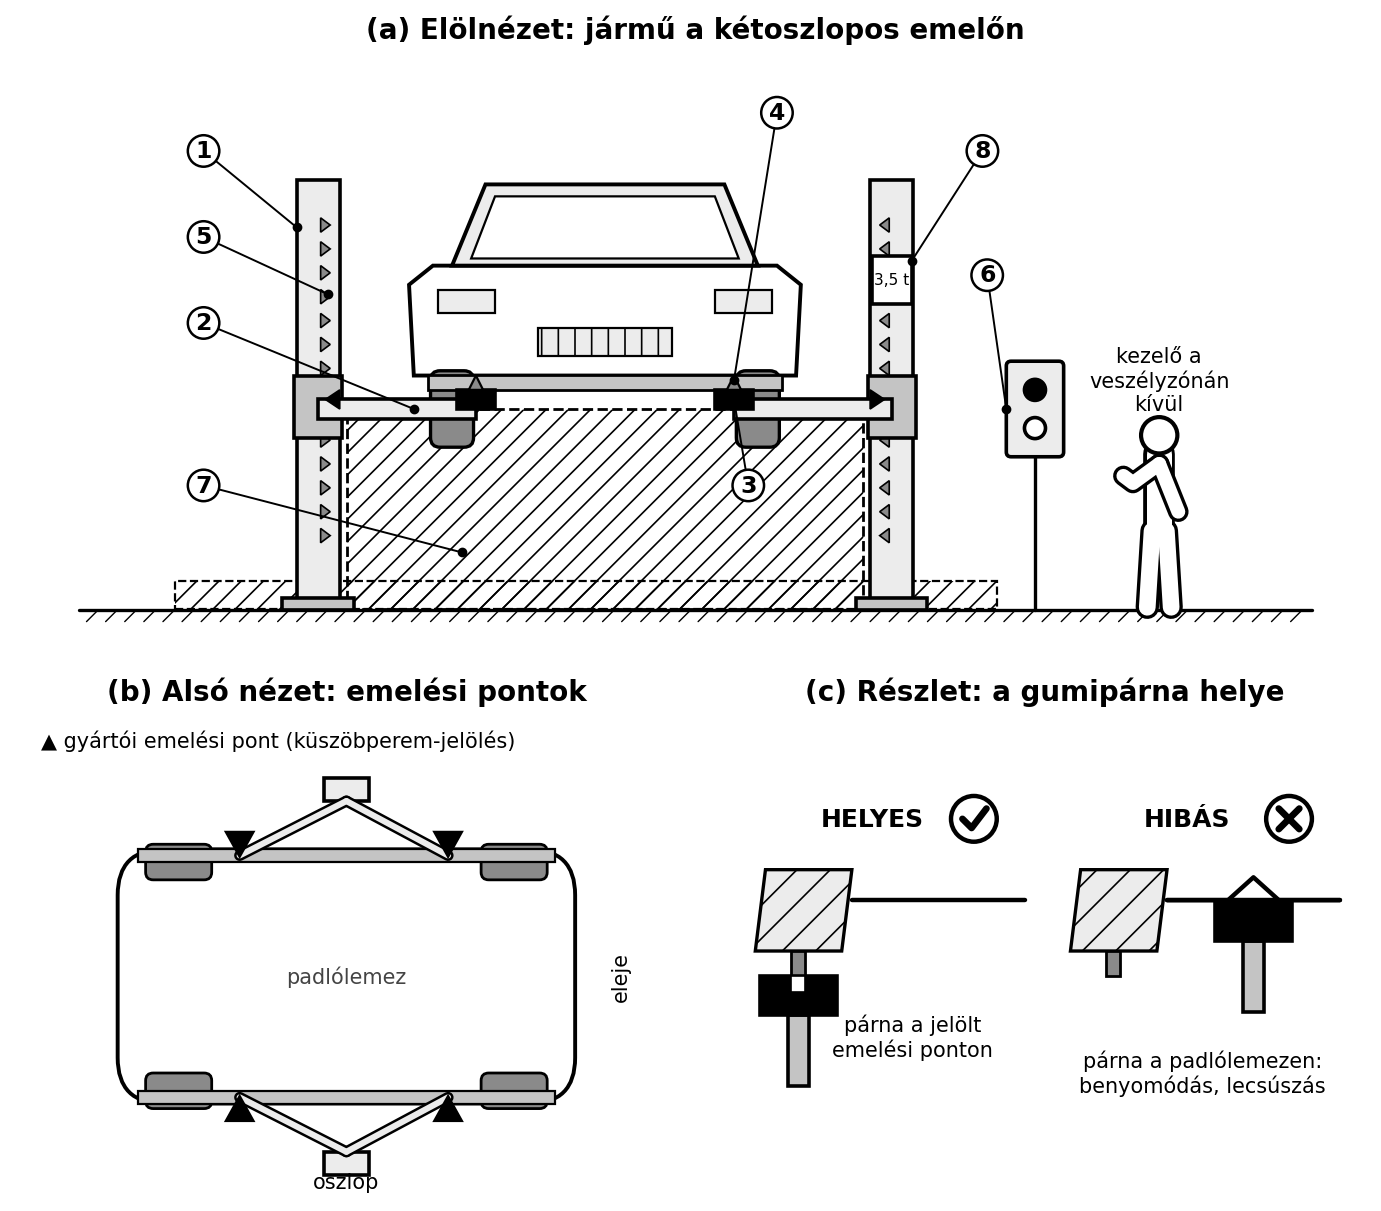 (a) Elölnézet: jármű a kétoszlopos emelőn
4
1
8
5
6
3,5 t
2
kezelő a
veszélyzónán
kívül
7
3
(b) Alsó nézet: emelési pontok
▲ gyártói emelési pont (küszöbperem-jelölés)
padlólemez
eleje
oszlop
(c) Részlet: a gumipárna helye
HELYES
HIBÁS
párna a jelölt
emelési ponton
párna a padlólemezen:
benyomódás, lecsúszás